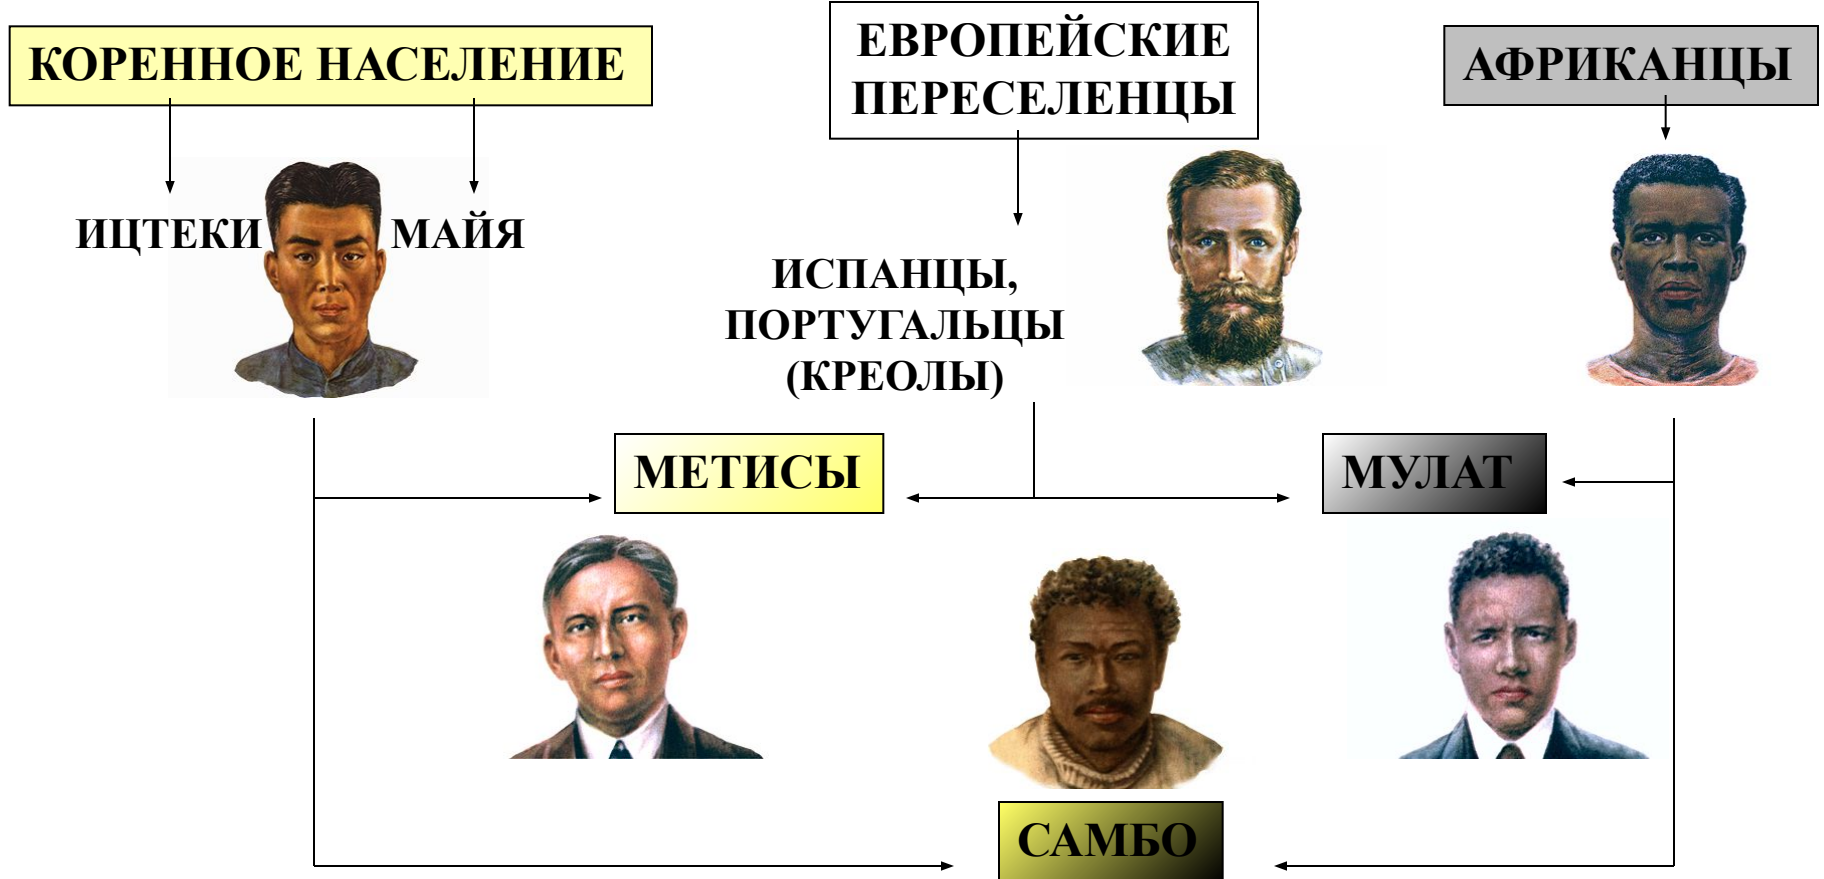 КОРЕННОЕ НАСЕЛЕНИЕ
ЕВРОПЕЙСКИЕ
ПЕРЕСЕЛЕНЦЫ
АФРИКАНЦЫ
ИЦТЕКИ
МАЙЯ
ИСПАНЦЫ,
ПОРТУГАЛЬЦЫ
(КРЕОЛЫ)
МЕТИСЫ
МУЛАТ
САМБО